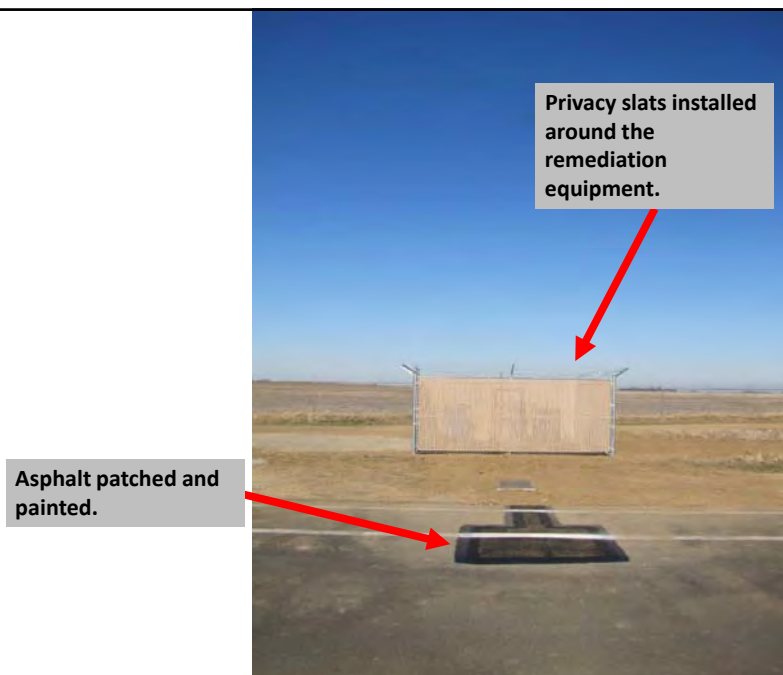 Privacy slats installed
around the
remediation
equipment.
Asphalt patched and
painted.